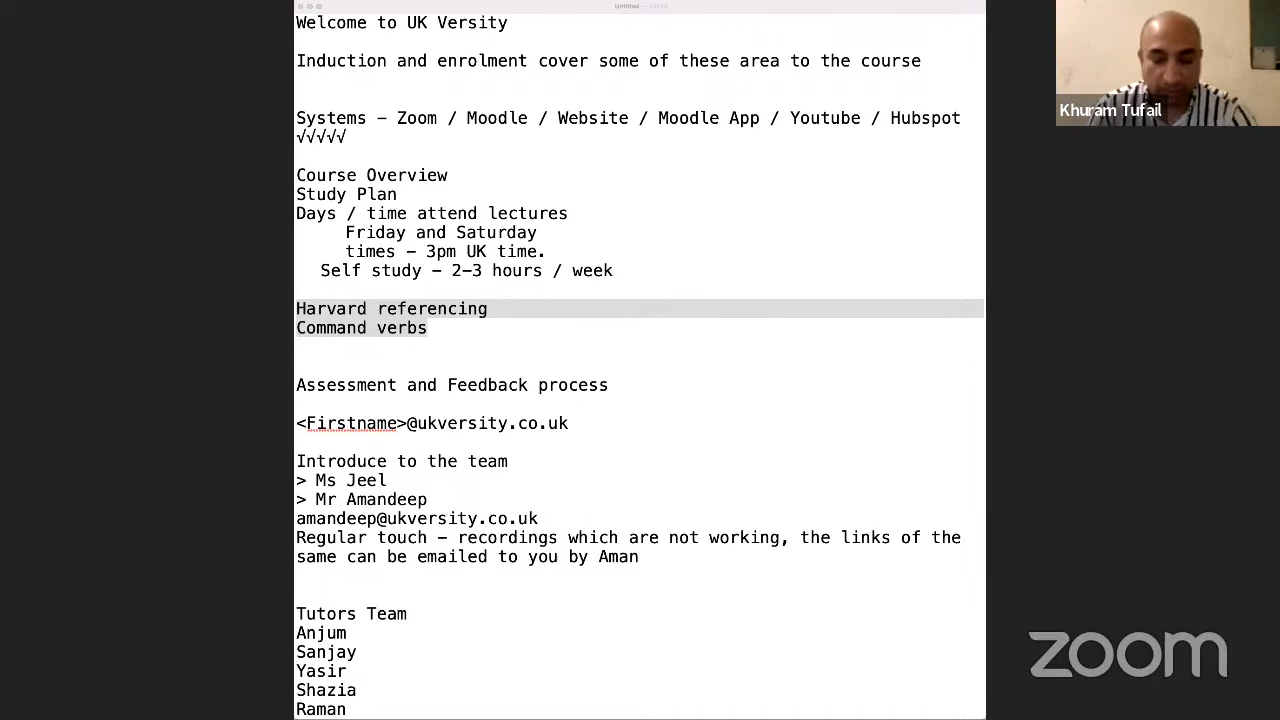 Untitled — Edited
Welcome to UK Versity
Induction and enrolment cover some of these area to the course
Systems – Zoom / Moodle / Website / Moodle App / Youtube / Hubspot
√√√√√
Course Overview
Study Plan
Days / time attend lectures
Friday and Saturday
times – 3pm UK time.
Self study – 2–3 hours / week
Harvard referencing
Command verbs
Assessment and Feedback process
<Firstname>@ukversity.co.uk
Introduce to the team
> Ms Jeel
> Mr Amandeep
amandeep@ukversity.co.uk
Regular touch – recordings which are not working, the links of the
same can be emailed to you by Aman
Tutors Team
Anjum
Sanjay
Yasir
Shazia
Raman
Khuram Tufail
zoom